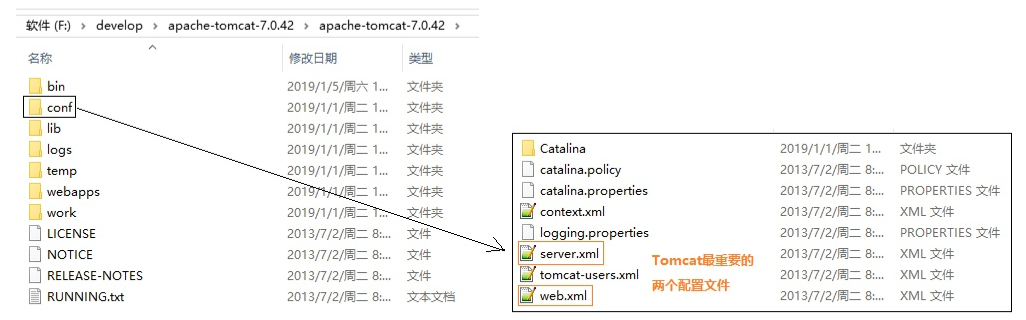 软件 (F:) > develop > apache-tomcat-7.0.42 > apache-tomcat-7.0.42 >
名称 修改日期 类型
bin 2019/1/5/周六 1... 文件夹
conf 2019/1/1/周二 1... 文件夹
lib 2019/1/1/周二 1... 文件夹
logs 2019/1/1/周二 1... 文件夹
temp 2019/1/1/周二 1... 文件夹
webapps 2019/1/1/周二 1... 文件夹
work 2019/1/1/周二 1... 文件夹
LICENSE 2013/7/2/周二 8:... 文件
NOTICE 2013/7/2/周二 8:... 文件
RELEASE-NOTES 2013/7/2/周二 8:... 文件
RUNNING.txt 2013/7/2/周二 8:... 文本文档
Catalina 2019/1/1/周二 1... 文件夹
catalina.policy 2013/7/2/周二 8:... POLICY 文件
catalina.properties 2013/7/2/周二 8:... PROPERTIES 文件
context.xml 2013/7/2/周二 8:... XML 文件
logging.properties 2013/7/2/周二 8:... PROPERTIES 文件
server.xml 2013/7/2/周二 8:... XML 文件
tomcat-users.xml 2013/7/2/周二 8:... XML 文件
web.xml 2013/7/2/周二 8:... XML 文件
Tomcat最重要的
两个配置文件